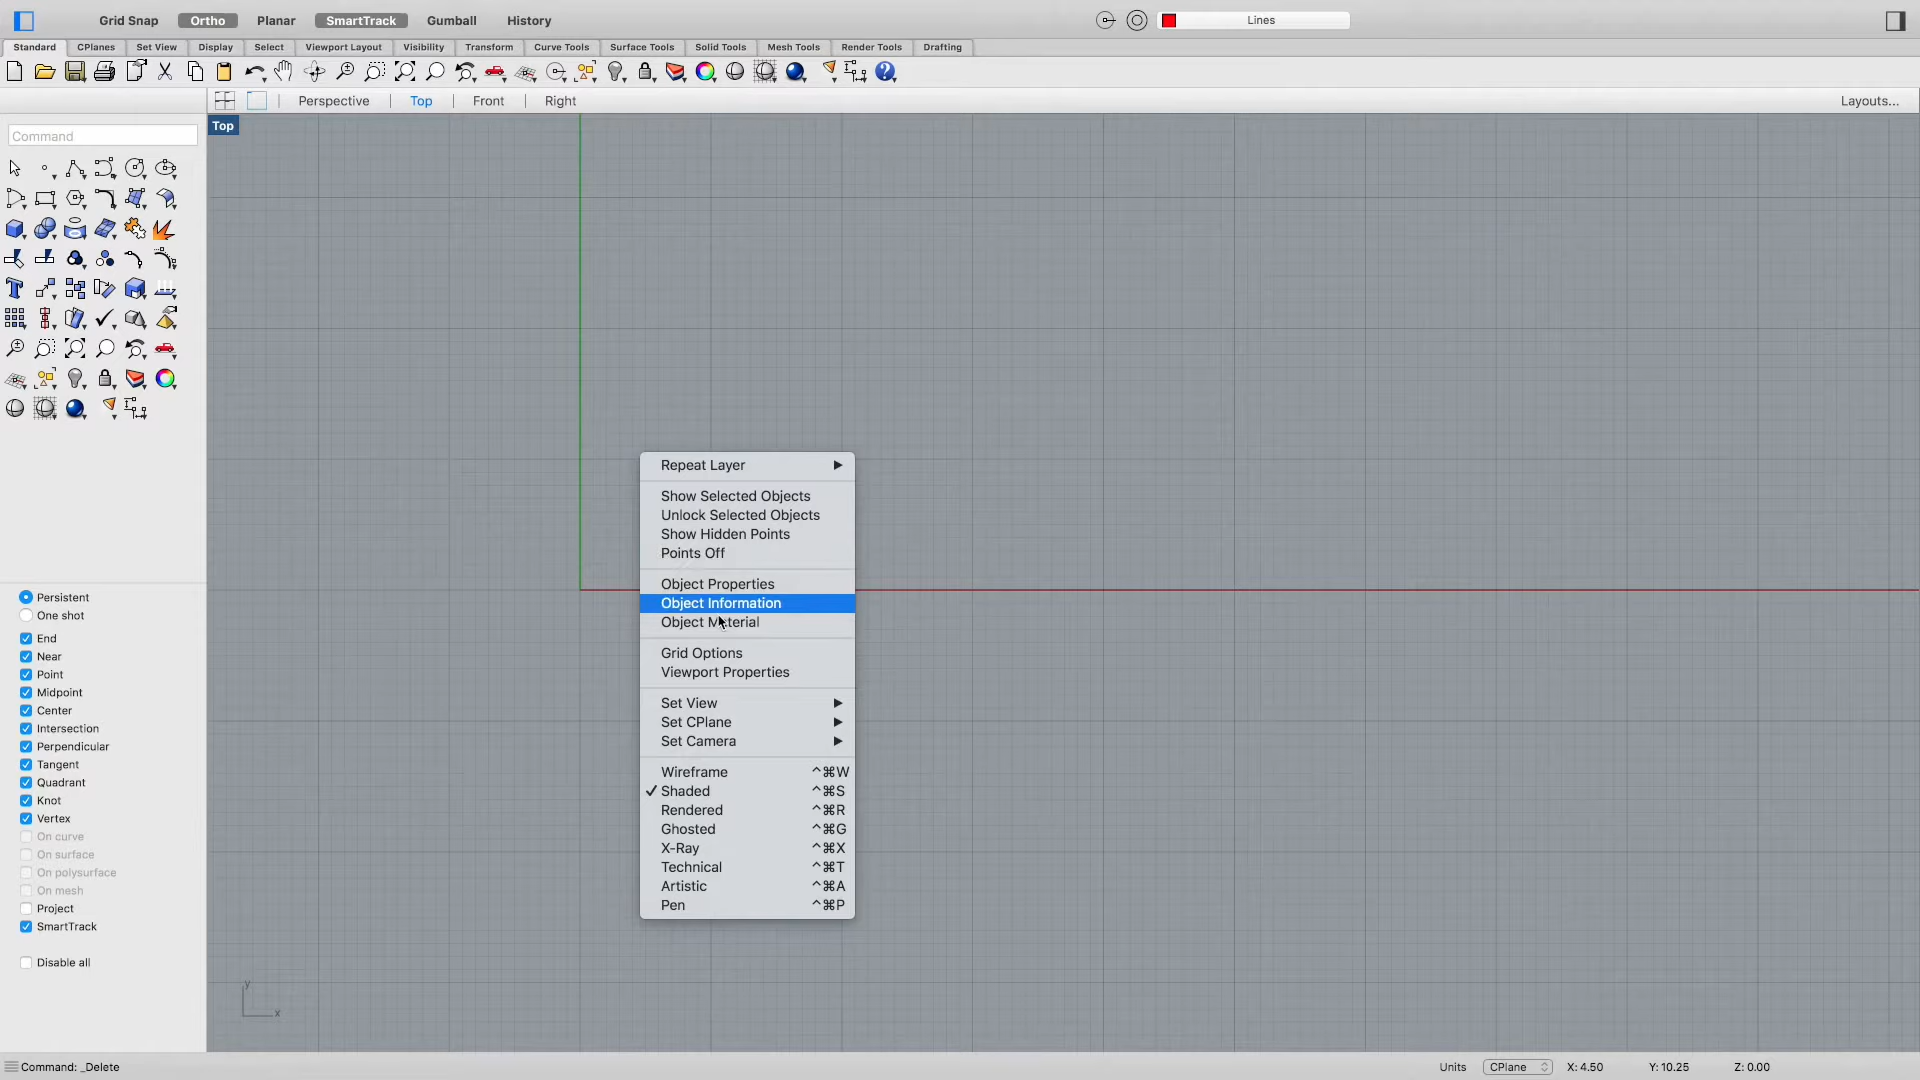 Grid Snap Ortho Planar SmartTrack Gumball History Lines
Standard CPlanes Set View Display Select Viewport Layout Visibility Transform Curve Tools Surface Tools Solid Tools Mesh Tools Render Tools Drafting
Perspective Top Front Right Layouts...
Top
Command
Repeat Layer
Show Selected Objects
Unlock Selected Objects
Show Hidden Points
Points Off
Object Properties
Object Information
Object Material
Grid Options
Viewport Properties
Set View
Set CPlane
Set Camera
Wireframe ^⌘W
✓ Shaded ^⌘S
Rendered ^⌘R
Ghosted ^⌘G
X-Ray ^⌘X
Technical ^⌘T
Artistic ^⌘A
Pen ^⌘P
Persistent
One shot
End
Near
Point
Midpoint
Center
Intersection
Perpendicular
Tangent
Quadrant
Knot
Vertex
On curve
On surface
On polysurface
On mesh
Project
SmartTrack
Disable all
y
x
Command: _Delete Units CPlane X: 4.50 Y: 10.25 Z: 0.00